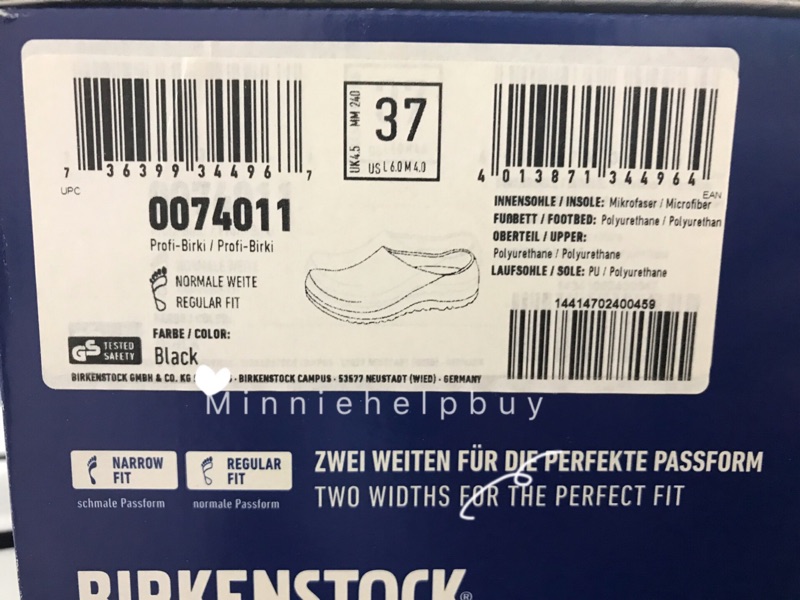 7 36399 34496 7
UPC
MM 240
UK4.5
37
US L 6.0 M 4.0
4 013871 344964
EAN
0074011
Profi-Birki / Profi-Birki
NORMALE WEITE
REGULAR FIT
FARBE / COLOR:
Black
GS TESTED
SAFETY
INNENSOHLE / INSOLE: Mikrofaser / Microfiber
FUẞBETT / FOOTBED: Polyurethane / Polyurethan
OBERTEIL / UPPER:
Polyurethane / Polyurethane
LAUFSOHLE / SOLE: PU / Polyurethane
14414702400459
BIRKENSTOCK GMBH & CO. KG · BIRKENSTOCK CAMPUS · 53577 NEUSTADT (WIED) · GERMANY
Minniehelpbuy
NARROW
FIT
schmale Passform
REGULAR
FIT
normale Passform
ZWEI WEITEN FÜR DIE PERFEKTE PASSFORM
TWO WIDTHS FOR THE PERFECT FIT
BIRKENSTOCK®